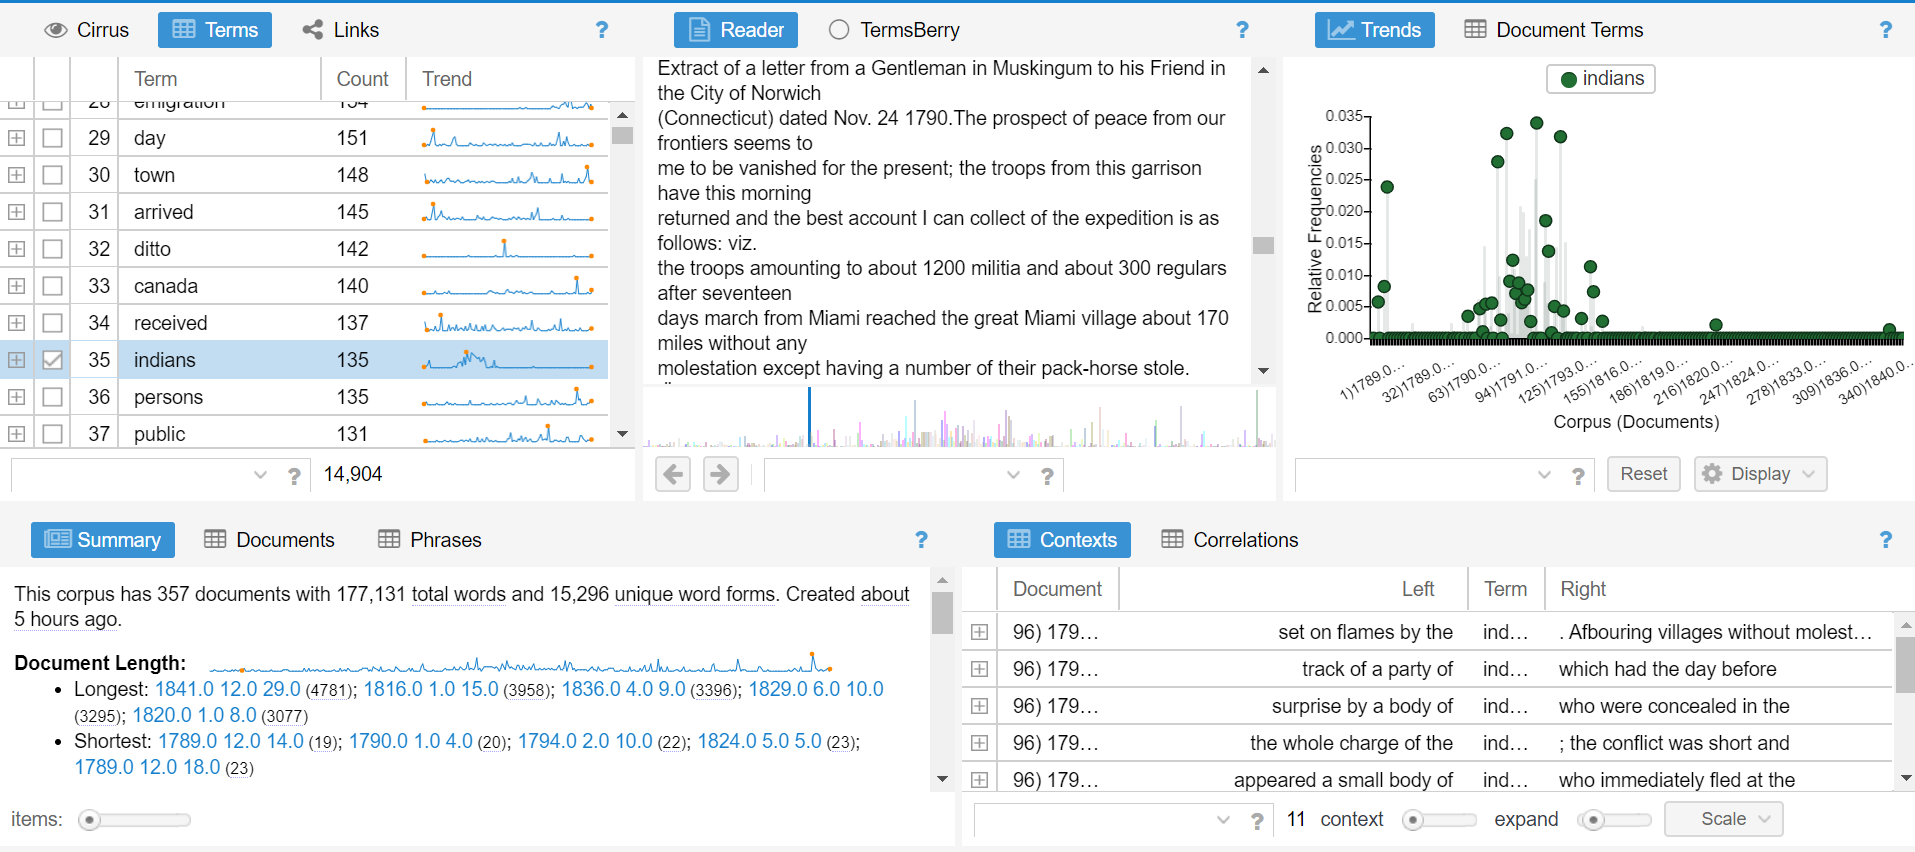 Cirrus Terms Links ?
Term Count Trend
28 emigration 154
29 day 151
30 town 148
31 arrived 145
32 ditto 142
33 canada 140
34 received 137
35 indians 135
36 persons 135
37 public 131
? 14,904
Reader TermsBerry ?
Extract of a letter from a Gentleman in Muskingum to his Friend in
the City of Norwich
(Connecticut) dated Nov. 24 1790.The prospect of peace from our
frontiers seems to
me to be vanished for the present; the troops from this garrison
have this morning
returned and the best account I can collect of the expedition is as
follows: viz.
the troops amounting to about 1200 militia and about 300 regulars
after seventeen
days march from Miami reached the great Miami village about 170
miles without any
molestation except having a number of their pack-horse stole.
?
Trends Document Terms ?
indians
Relative Frequencies
0.035
0.030
0.025
0.020
0.015
0.010
0.005
0.000
1)1789.0… 32)1789.0… 63)1790.0… 94)1791.0… 125)1793.0… 155)1816.0… 186)1819.0… 216)1820.0… 247)1824.0… 278)1833.0… 309)1836.0… 340)1840.0…
Corpus (Documents)
? Reset Display
Summary Documents Phrases ?
This corpus has 357 documents with 177,131 total words and 15,296 unique word forms. Created about
5 hours ago.
Document Length:
• Longest: 1841.0 12.0 29.0 (4781); 1816.0 1.0 15.0 (3958); 1836.0 4.0 9.0 (3396); 1829.0 6.0 10.0
(3295); 1820.0 1.0 8.0 (3077)
• Shortest: 1789.0 12.0 14.0 (19); 1790.0 1.0 4.0 (20); 1794.0 2.0 10.0 (22); 1824.0 5.0 5.0 (23);
1789.0 12.0 18.0 (23)
items:
Contexts Correlations ?
Document Left Term Right
96) 179… set on flames by the ind… . Afbouring villages without molest…
96) 179… track of a party of ind… which had the day before
96) 179… surprise by a body of ind… who were concealed in the
96) 179… the whole charge of the ind… ; the conflict was short and
96) 179… appeared a small body of ind… who immediately fled at the
? 11 context expand Scale